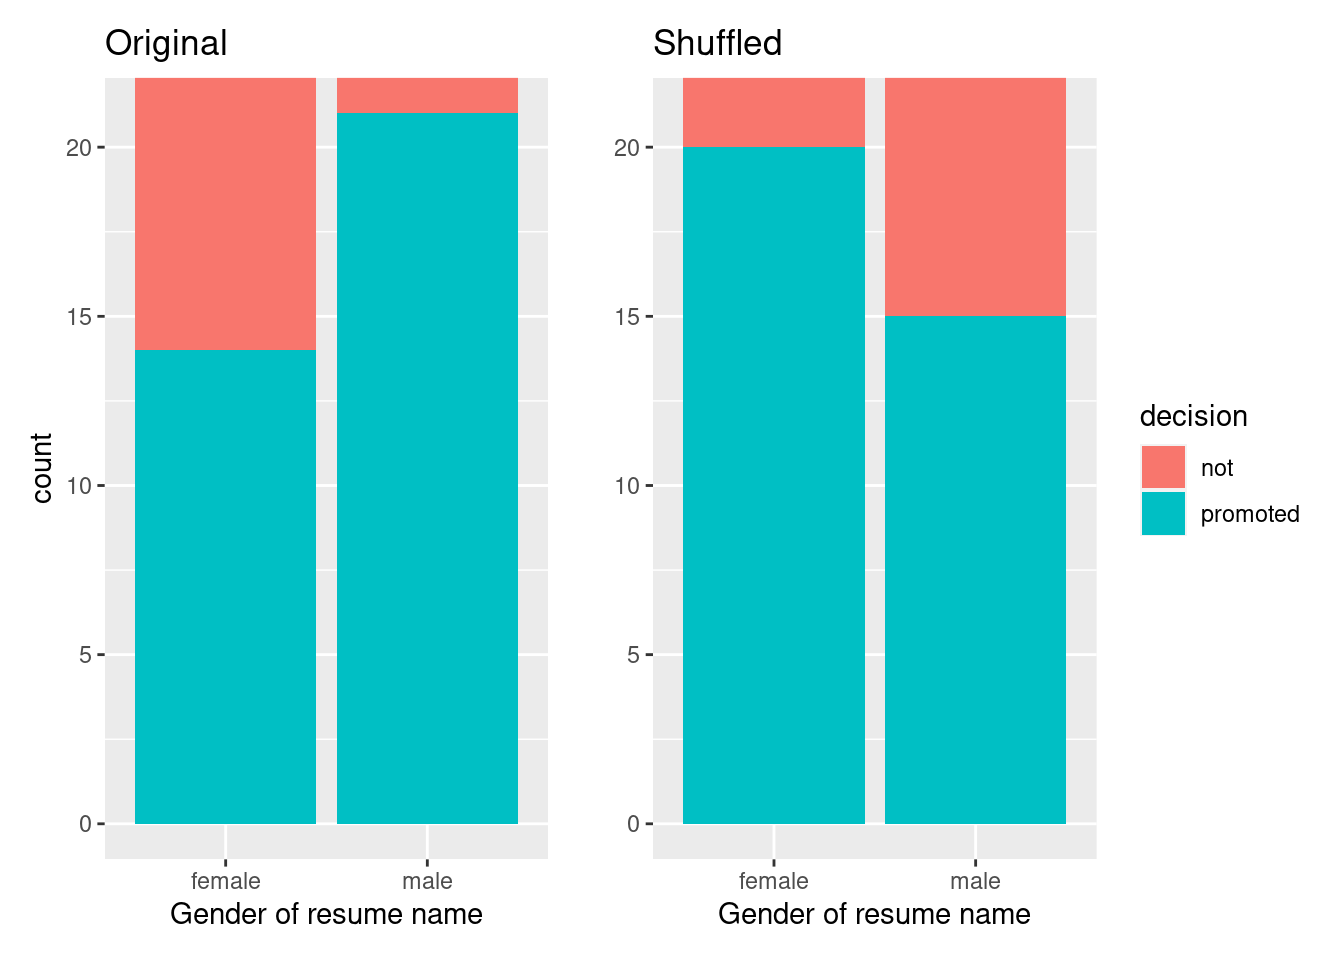 Original
Shuffled
count
20
15
10
5
0
female
male
Gender of resume name
20
15
10
5
0
female
male
Gender of resume name
decision
not
promoted